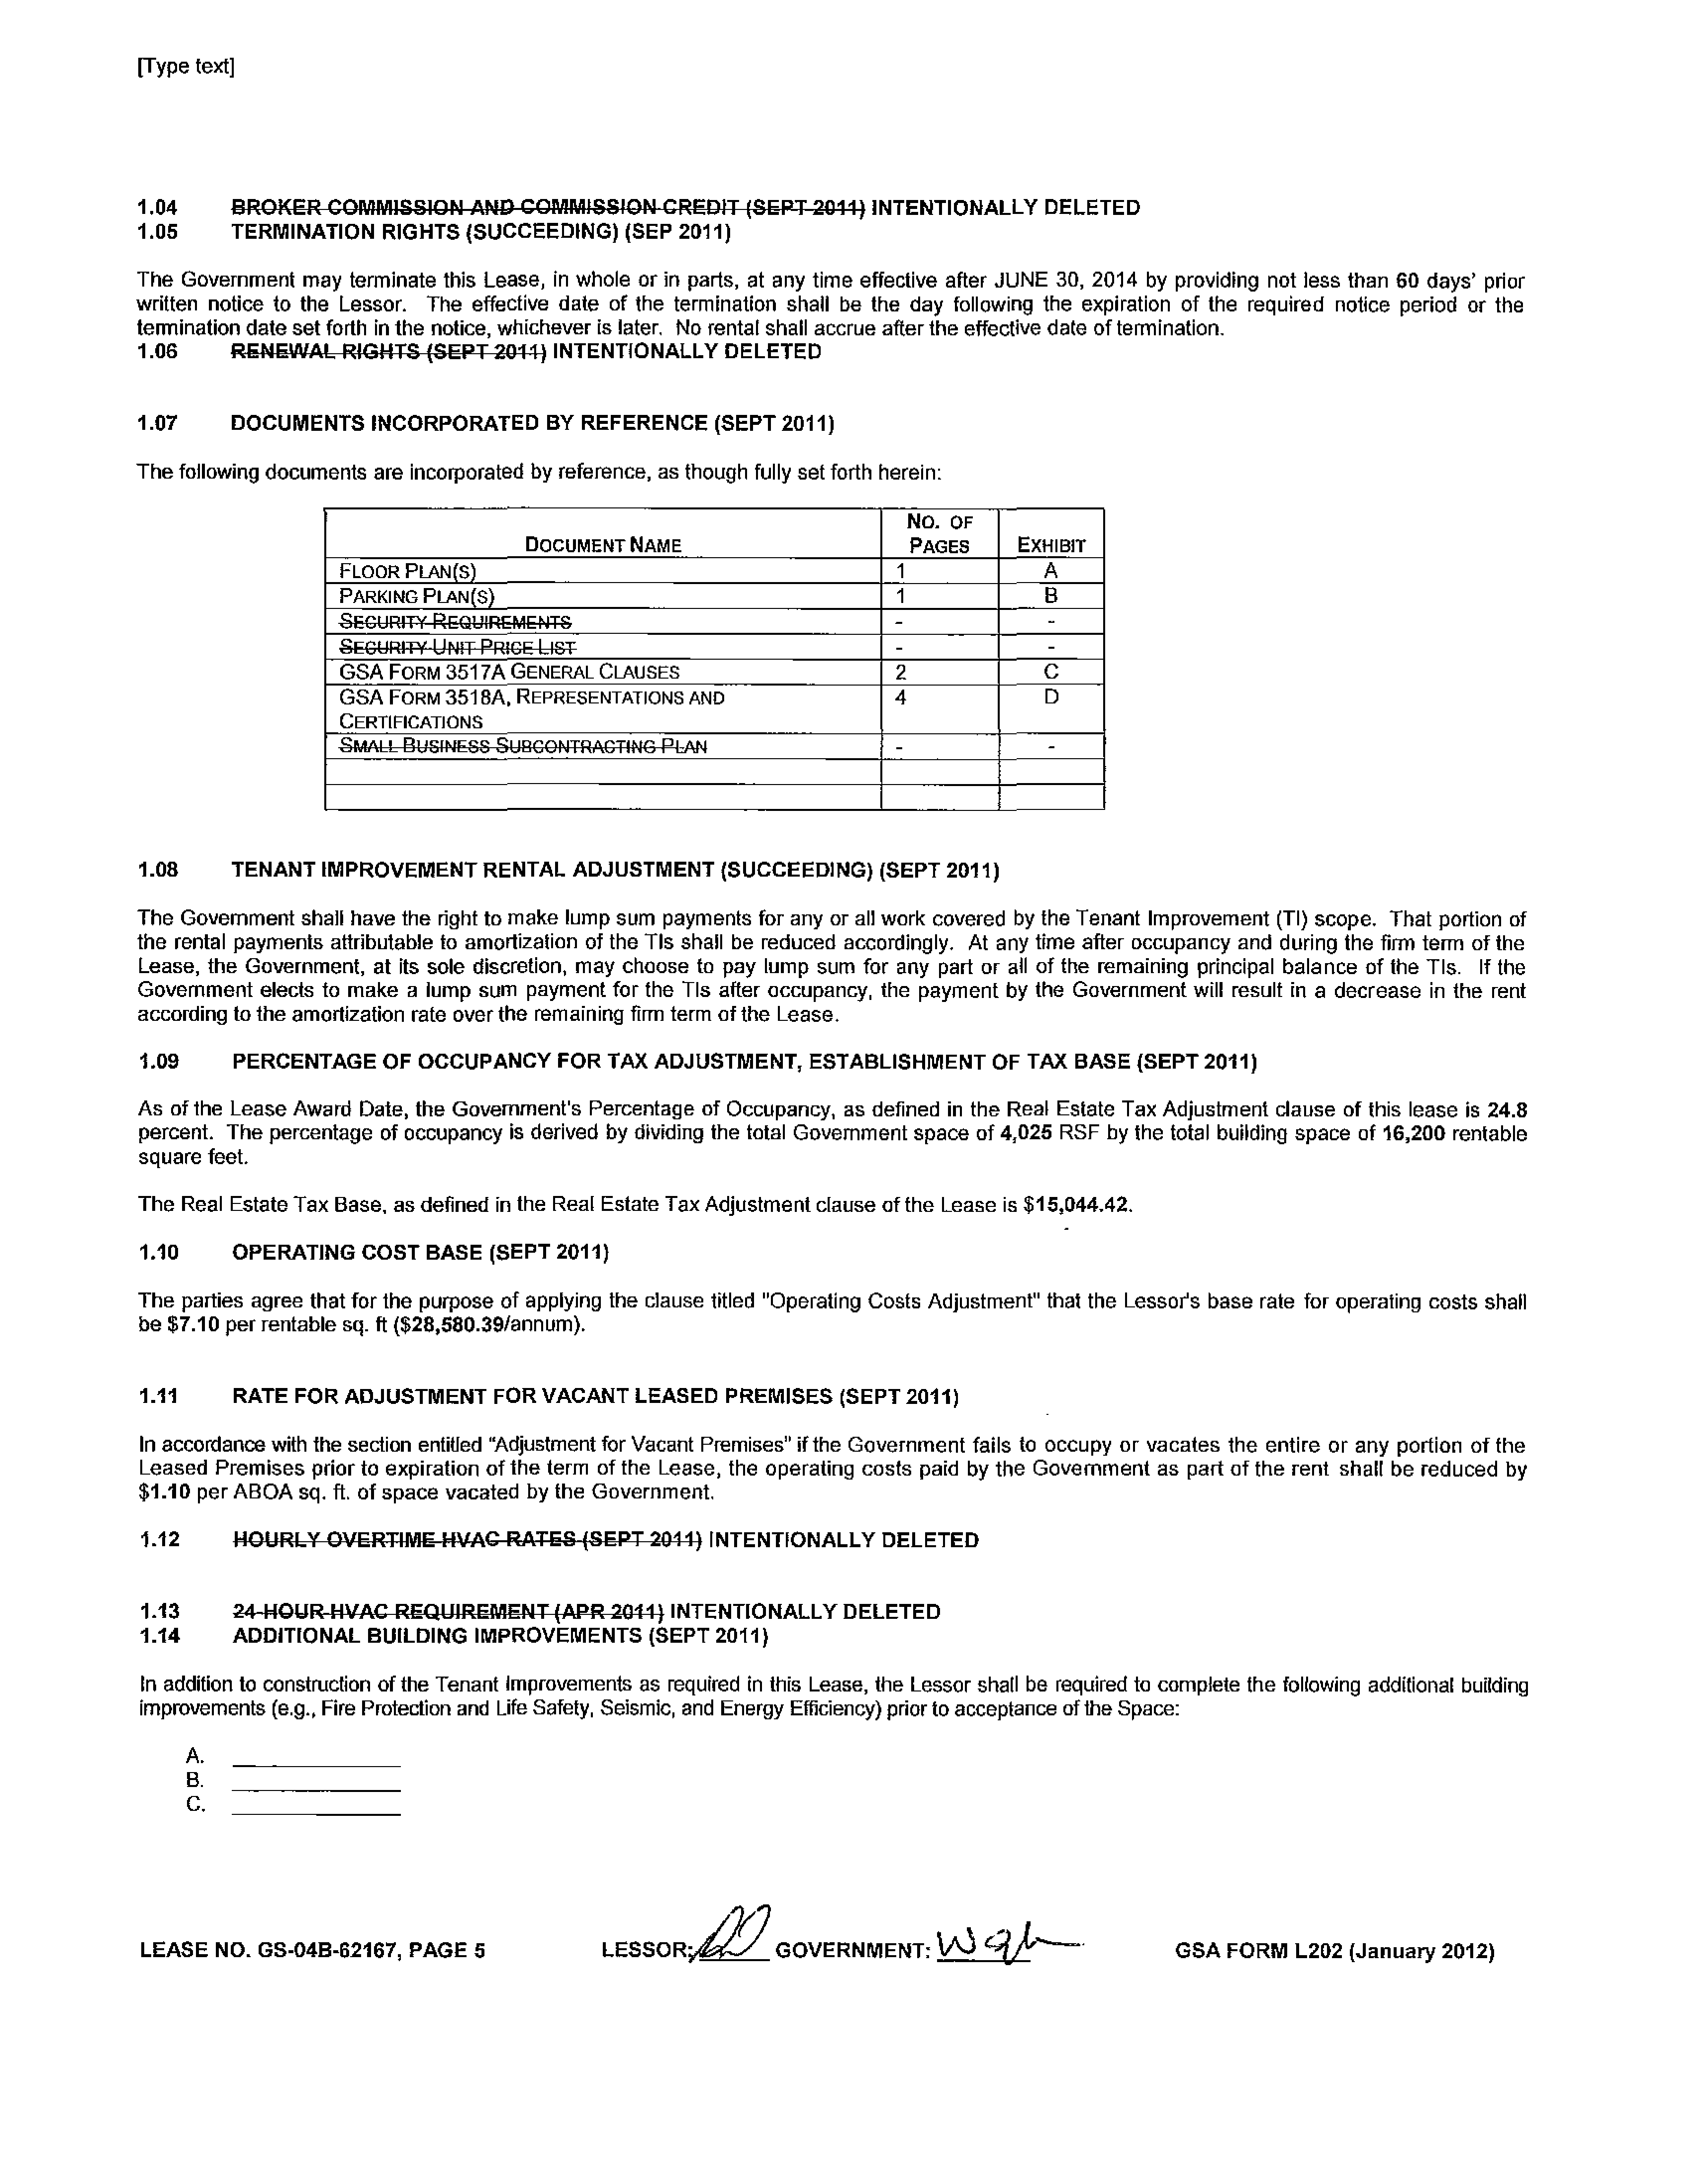 [Type text]
1.04 BROKER COMMISSION AND COMMISSION CREDIT (SEPT 2011) INTENTIONALLY DELETED
1.05 TERMINATION RIGHTS (SUCCEEDING) (SEP 2011)
The Government may terminate this Lease, in whole or in parts, at any time effective after JUNE 30, 2014 by providing not less than 60 days' prior
written notice to the Lessor. The effective date of the termination shall be the day following the expiration of the required notice period or the
termination date set forth in the notice, whichever is later. No rental shall accrue after the effective date of termination.
1.06 RENEWAL RIGHTS (SEPT 2011) INTENTIONALLY DELETED
1.07 DOCUMENTS INCORPORATED BY REFERENCE (SEPT 2011)
The following documents are incorporated by reference, as though fully set forth herein:
DOCUMENT NAME NO. OF PAGES EXHIBIT
FLOOR PLAN(S) 1 A
PARKING PLAN(S) 1 B
SECURITY REQUIREMENTS - -
SECURITY UNIT PRICE LIST - -
GSA FORM 3517A GENERAL CLAUSES 2 C
GSA FORM 3518A, REPRESENTATIONS AND 4 D
CERTIFICATIONS
SMALL BUSINESS SUBCONTRACTING PLAN - -
1.08 TENANT IMPROVEMENT RENTAL ADJUSTMENT (SUCCEEDING) (SEPT 2011)
The Government shall have the right to make lump sum payments for any or all work covered by the Tenant Improvement (TI) scope. That portion of
the rental payments attributable to amortization of the TIs shall be reduced accordingly. At any time after occupancy and during the firm term of the
Lease, the Government, at its sole discretion, may choose to pay lump sum for any part or all of the remaining principal balance of the TIs. If the
Government elects to make a lump sum payment for the TIs after occupancy, the payment by the Government will result in a decrease in the rent
according to the amortization rate over the remaining firm term of the Lease.
1.09 PERCENTAGE OF OCCUPANCY FOR TAX ADJUSTMENT, ESTABLISHMENT OF TAX BASE (SEPT 2011)
As of the Lease Award Date, the Government's Percentage of Occupancy, as defined in the Real Estate Tax Adjustment clause of this lease is 24.8
percent. The percentage of occupancy is derived by dividing the total Government space of 4,025 RSF by the total building space of 16,200 rentable
square feet.
The Real Estate Tax Base, as defined in the Real Estate Tax Adjustment clause of the Lease is $15,044.42.
1.10 OPERATING COST BASE (SEPT 2011)
The parties agree that for the purpose of applying the clause titled "Operating Costs Adjustment" that the Lessor's base rate for operating costs shall
be $7.10 per rentable sq. ft ($28,580.39/annum).
1.11 RATE FOR ADJUSTMENT FOR VACANT LEASED PREMISES (SEPT 2011)
In accordance with the section entitled "Adjustment for Vacant Premises" if the Government fails to occupy or vacates the entire or any portion of the
Leased Premises prior to expiration of the term of the Lease, the operating costs paid by the Government as part of the rent shall be reduced by
$1.10 per ABOA sq. ft. of space vacated by the Government.
1.12 HOURLY OVERTIME HVAC RATES (SEPT 2011) INTENTIONALLY DELETED
1.13 24-HOUR HVAC REQUIREMENT (APR 2011) INTENTIONALLY DELETED
1.14 ADDITIONAL BUILDING IMPROVEMENTS (SEPT 2011)
In addition to construction of the Tenant Improvements as required in this Lease, the Lessor shall be required to complete the following additional building
improvements (e.g., Fire Protection and Life Safety, Seismic, and Energy Efficiency) prior to acceptance of the Space:
A.
B.
C.
LEASE NO. GS-04B-62167, PAGE 5 LESSOR: GOVERNMENT: GSA FORM L202 (January 2012)